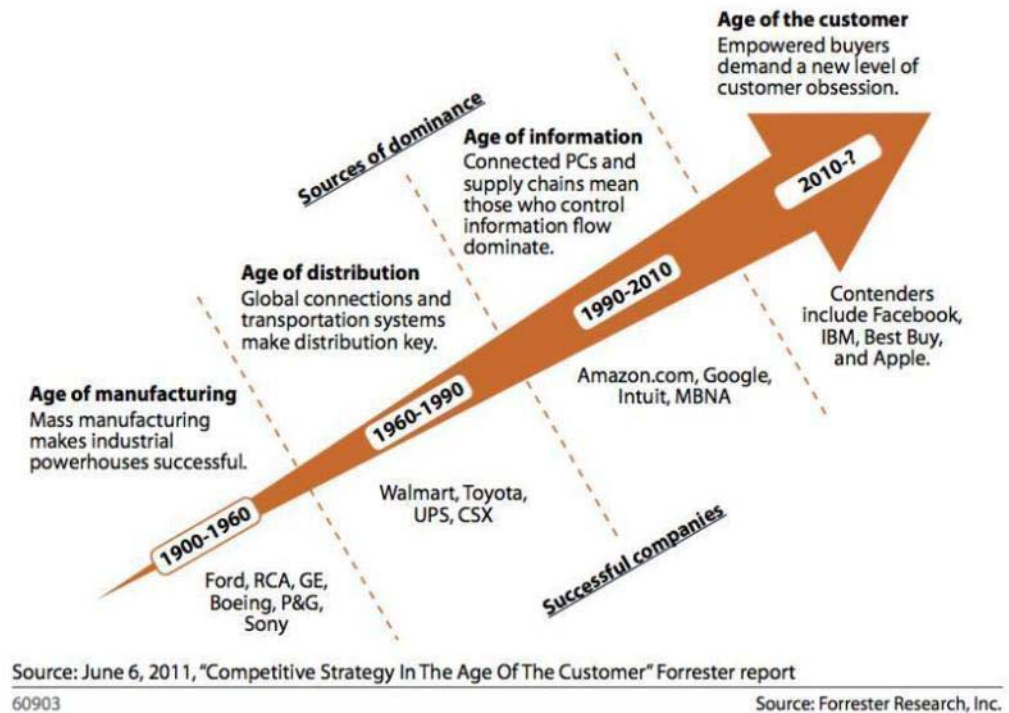 Age of the customer
Empowered buyers
demand a new level of
customer obsession.
Sources of dominance
Age of information
Connected PCs and
supply chains mean
those who control
information flow
dominate.
2010-?
Age of distribution
Global connections and
transportation systems
make distribution key.
1990-2010
Contenders
include Facebook,
IBM, Best Buy,
and Apple.
Age of manufacturing
Mass manufacturing
makes industrial
powerhouses successful.
1960-1990
Amazon.com, Google,
Intuit, MBNA
Walmart, Toyota,
UPS, CSX
1900-1960
Successful companies
Ford, RCA, GE,
Boeing, P&G,
Sony
Source: June 6, 2011, “Competitive Strategy In The Age Of The Customer” Forrester report
60903
Source: Forrester Research, Inc.